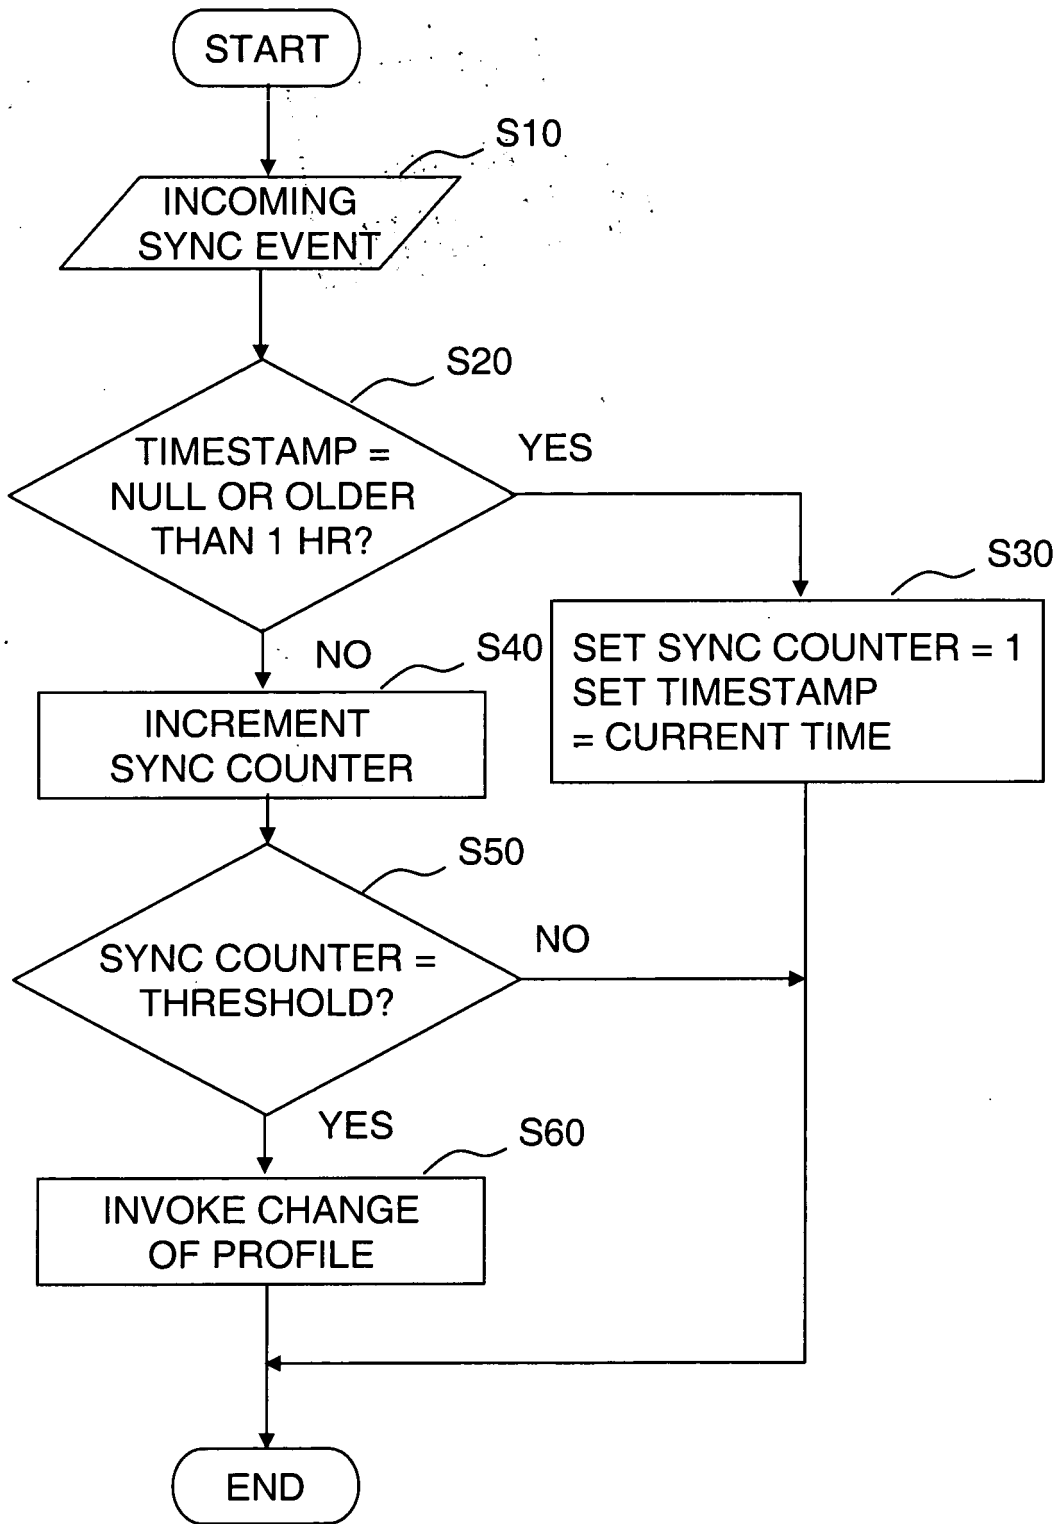 START
S10
INCOMING
SYNC EVENT
S20
TIMESTAMP =
NULL OR OLDER
THAN 1 HR?
YES
S30
SET SYNC COUNTER = 1
SET TIMESTAMP
= CURRENT TIME
NO
S40
INCREMENT
SYNC COUNTER
S50
SYNC COUNTER =
THRESHOLD?
NO
YES
S60
INVOKE CHANGE
OF PROFILE
END